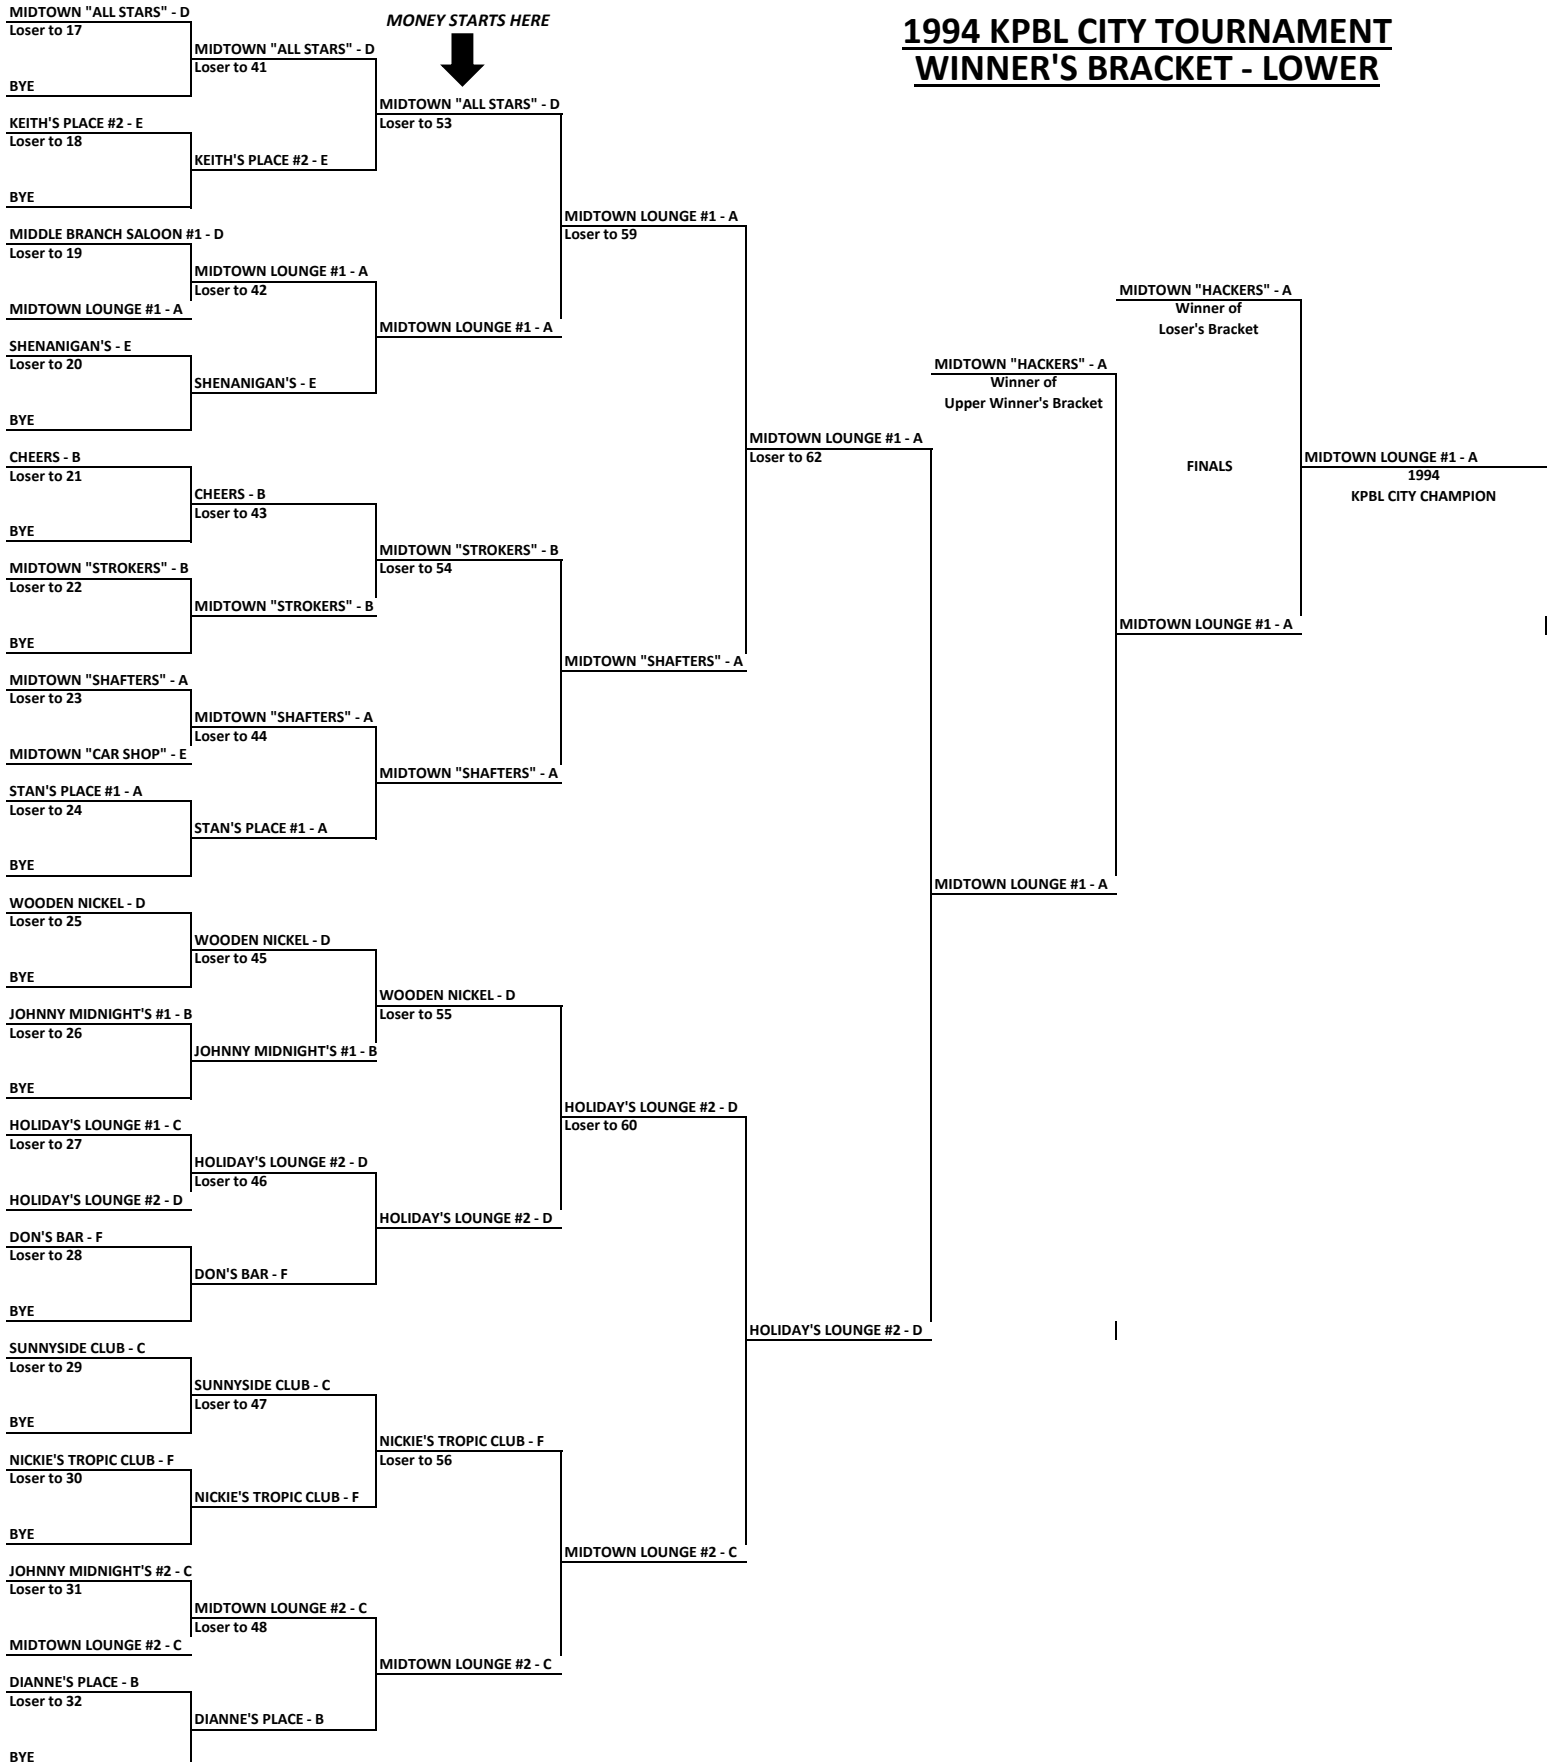 1994 KPBL CITY TOURNAMENT
WINNER'S BRACKET - LOWER
MONEY STARTS HERE
MIDTOWN "ALL STARS" - D
Loser to 17
BYE
KEITH'S PLACE #2 - E
Loser to 18
BYE
MIDDLE BRANCH SALOON #1 - D
Loser to 19
MIDTOWN LOUNGE #1 - A
SHENANIGAN'S - E
Loser to 20
BYE
CHEERS - B
Loser to 21
BYE
MIDTOWN "STROKERS" - B
Loser to 22
BYE
MIDTOWN "SHAFTERS" - A
Loser to 23
MIDTOWN "CAR SHOP" - E
STAN'S PLACE #1 - A
Loser to 24
BYE
WOODEN NICKEL - D
Loser to 25
BYE
JOHNNY MIDNIGHT'S #1 - B
Loser to 26
BYE
HOLIDAY'S LOUNGE #1 - C
Loser to 27
HOLIDAY'S LOUNGE #2 - D
DON'S BAR - F
Loser to 28
BYE
SUNNYSIDE CLUB - C
Loser to 29
BYE
NICKIE'S TROPIC CLUB - F
Loser to 30
BYE
JOHNNY MIDNIGHT'S #2 - C
Loser to 31
MIDTOWN LOUNGE #2 - C
DIANNE'S PLACE - B
Loser to 32
BYE
MIDTOWN "ALL STARS" - D
Loser to 41
KEITH'S PLACE #2 - E
MIDTOWN LOUNGE #1 - A
Loser to 42
SHENANIGAN'S - E
CHEERS - B
Loser to 43
MIDTOWN "STROKERS" - B
MIDTOWN "SHAFTERS" - A
Loser to 44
STAN'S PLACE #1 - A
WOODEN NICKEL - D
Loser to 45
JOHNNY MIDNIGHT'S #1 - B
HOLIDAY'S LOUNGE #2 - D
Loser to 46
DON'S BAR - F
SUNNYSIDE CLUB - C
Loser to 47
NICKIE'S TROPIC CLUB - F
MIDTOWN LOUNGE #2 - C
Loser to 48
DIANNE'S PLACE - B
MIDTOWN "ALL STARS" - D
Loser to 53
MIDTOWN LOUNGE #1 - A
MIDTOWN "STROKERS" - B
Loser to 54
MIDTOWN "SHAFTERS" - A
WOODEN NICKEL - D
Loser to 55
HOLIDAY'S LOUNGE #2 - D
NICKIE'S TROPIC CLUB - F
Loser to 56
MIDTOWN LOUNGE #2 - C
MIDTOWN LOUNGE #1 - A
Loser to 59
MIDTOWN "SHAFTERS" - A
HOLIDAY'S LOUNGE #2 - D
Loser to 60
MIDTOWN LOUNGE #2 - C
MIDTOWN LOUNGE #1 - A
Loser to 62
HOLIDAY'S LOUNGE #2 - D
MIDTOWN "HACKERS" - A
Winner of
Upper Winner's Bracket
MIDTOWN LOUNGE #1 - A
MIDTOWN "HACKERS" - A
Winner of
Loser's Bracket
FINALS
MIDTOWN LOUNGE #1 - A
MIDTOWN LOUNGE #1 - A
1994
KPBL CITY CHAMPION